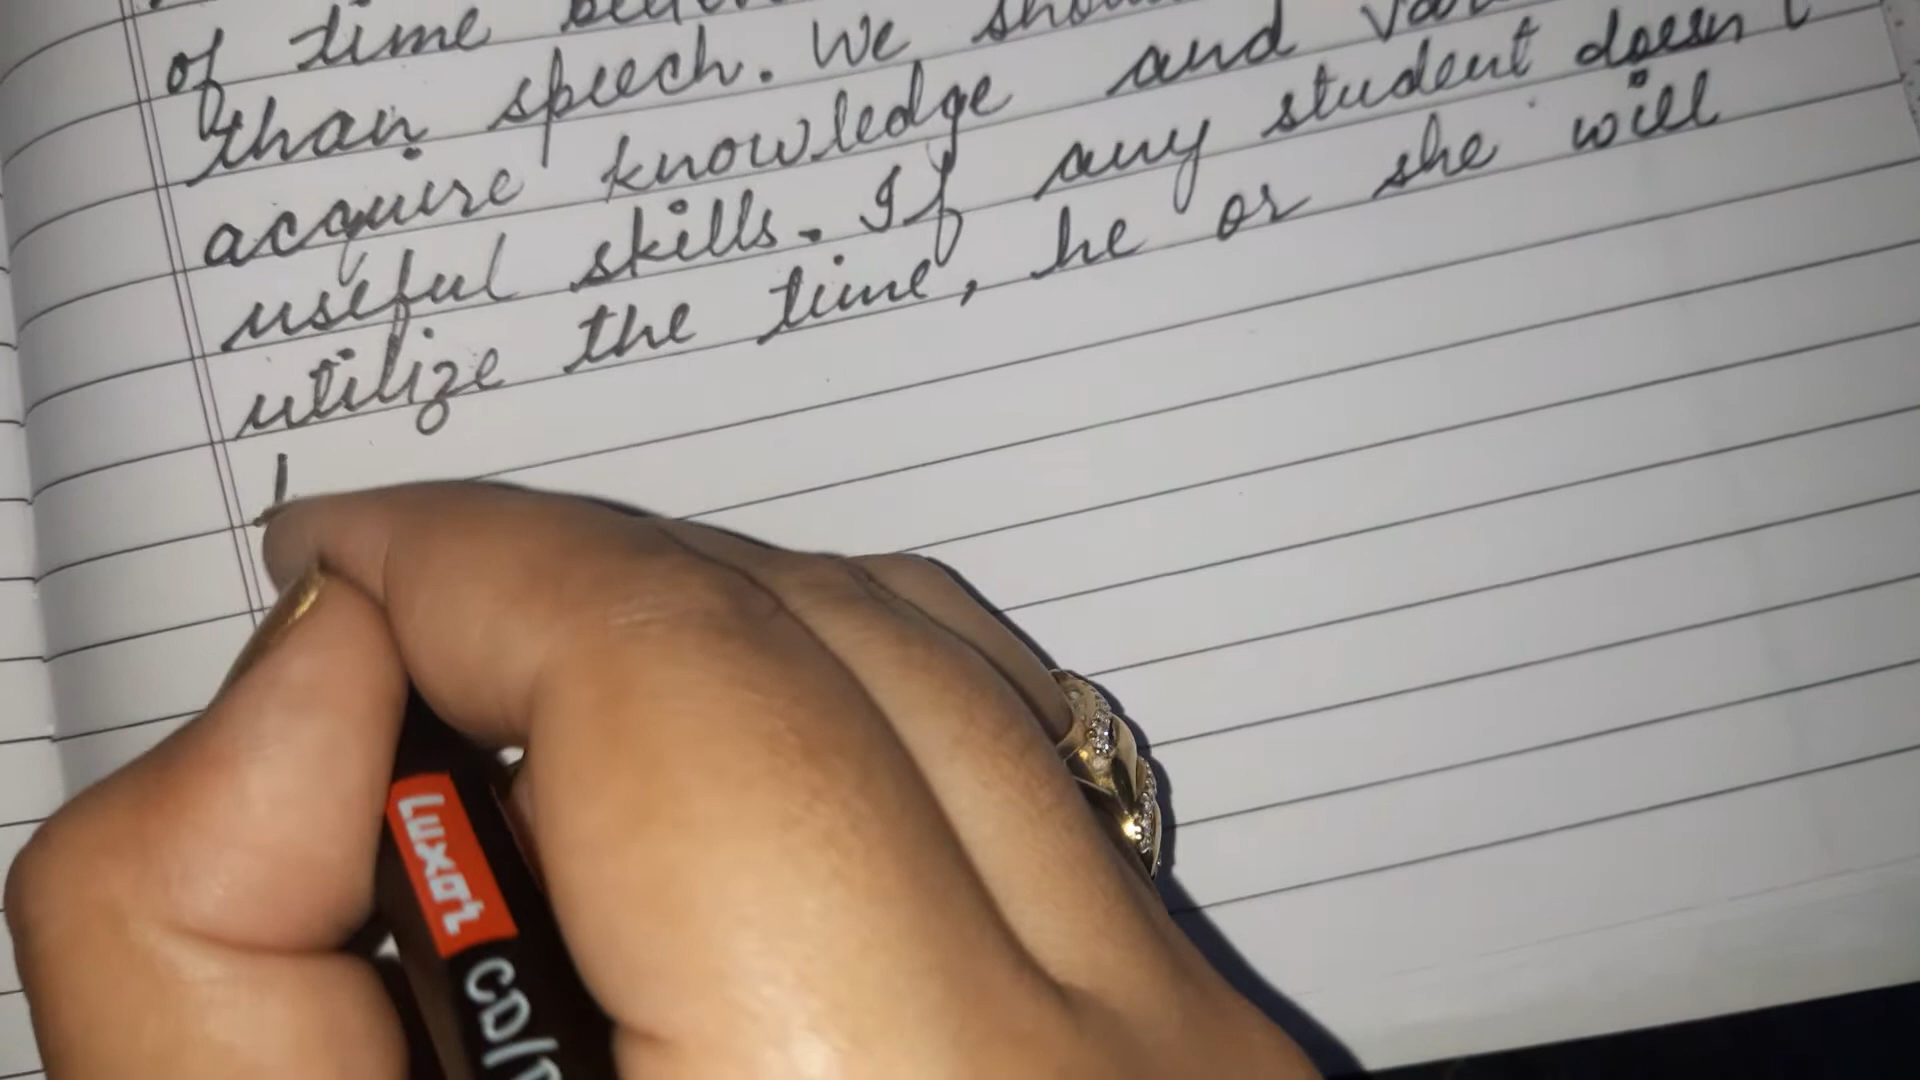 of time
than speech. We
acquire knowledge and
useful skills. If any student doesn't
utilize the time, he or she will
Luxor
CD/